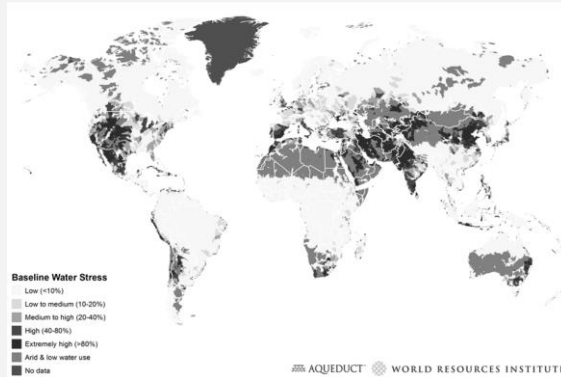 Baseline Water Stress
Low (<10%)
Low to medium (10-20%)
Medium to high (20-40%)
High (40-80%)
Extremely high (>80%)
Arid & low water use
No data
AQUEDUCT WORLD RESOURCES INSTITUT